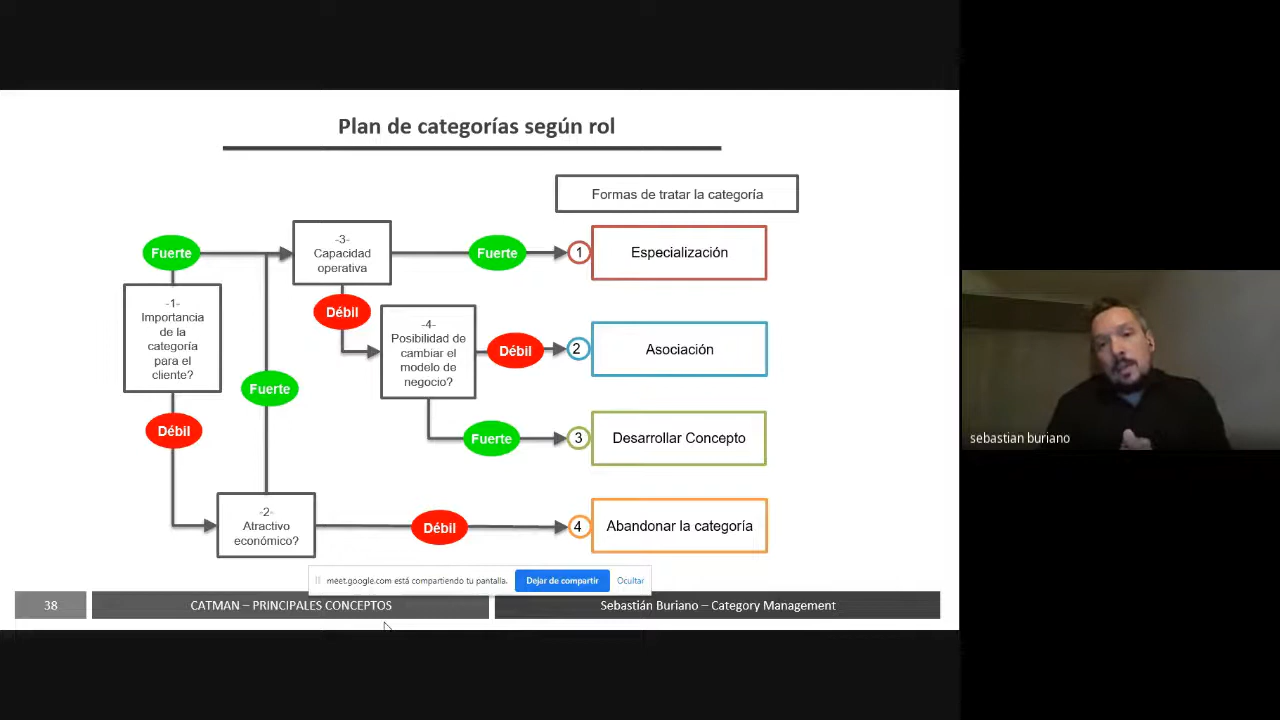 Plan de categorías según rol
Formas de tratar la categoría
Fuerte
-3-
Capacidad
operativa
Fuerte
1
Especialización
-1-
Importancia
de la
categoría
para el
cliente?
Débil
-4-
Posibilidad de
cambiar el
modelo de
negocio?
Débil
2
Asociación
Fuerte
Débil
Fuerte
3
Desarrollar Concepto
-2-
Atractivo
económico?
Débil
4
Abandonar la categoría
sebastian buriano
meet.google.com está compartiendo tu pantalla.
Dejar de compartir
Ocultar
38
CATMAN – PRINCIPALES CONCEPTOS
Sebastián Buriano – Category Management